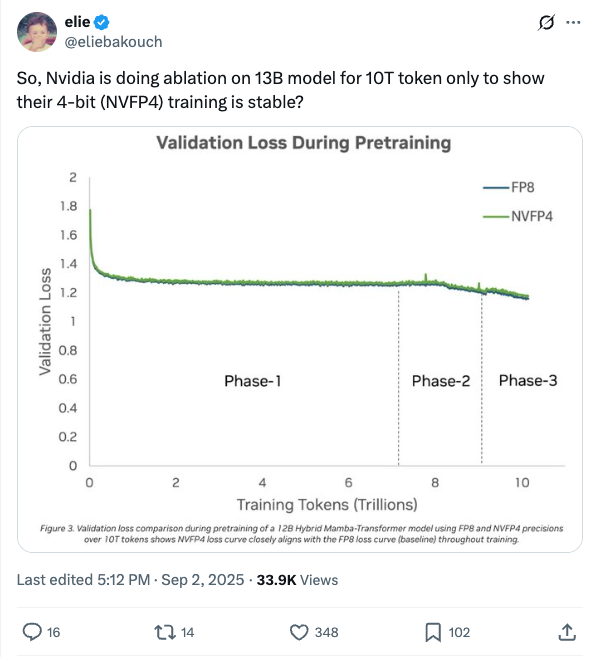 elie
@eliebakouch
So, Nvidia is doing ablation on 13B model for 10T token only to show
their 4-bit (NVFP4) training is stable?
Validation Loss During Pretraining
2
1.8
1.6
1.4
1.2
1
0.8
0.6
0.4
0.2
0
Validation Loss
FP8
NVFP4
Phase-1
Phase-2
Phase-3
0
2
4
6
8
10
Training Tokens (Trillions)
Figure 3. Validation loss comparison during pretraining of a 12B Hybrid Mamba-Transformer model using FP8 and NVFP4 precisions
over 10T tokens shows NVFP4 loss curve closely aligns with the FP8 loss curve (baseline) throughout training.
Last edited 5:12 PM · Sep 2, 2025 · 33.9K Views
16
14
348
102